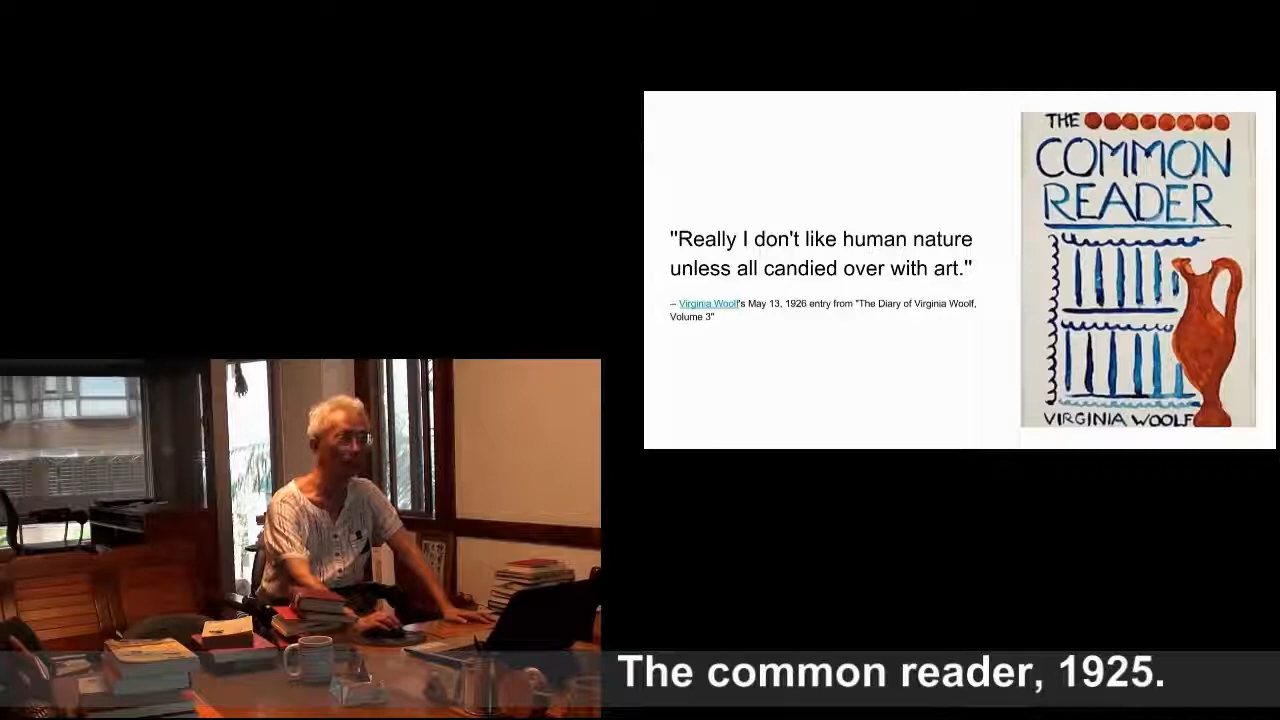 "Really I don't like human nature
unless all candied over with art."
– Virginia Woolf's May 13, 1926 entry from "The Diary of Virginia Woolf,
Volume 3"
THE
COMMON
READER
VIRGINIA WOOLF
The common reader, 1925.